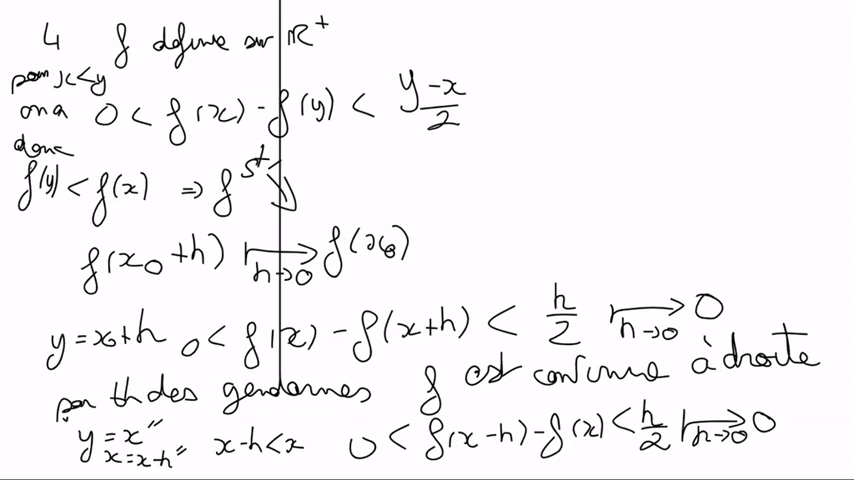 4 f définie sur ℝ⁺
pour x<y
on a 0 < f(x) - f(y) < (y-x)/2
donc
f(y) < f(x) ⇒ f st ↘
f(x₀+h) ⟼ f(x₀) h→0
y = x₀+h 0 < f(x) - f(x+h) < h/2 ⟼ 0 h→0
par th des gendarmes f est continue à droite
y = x" x-h<x 0 < f(x-h) - f(x) < h/2 ⟼ 0 h→0
x = x-h"